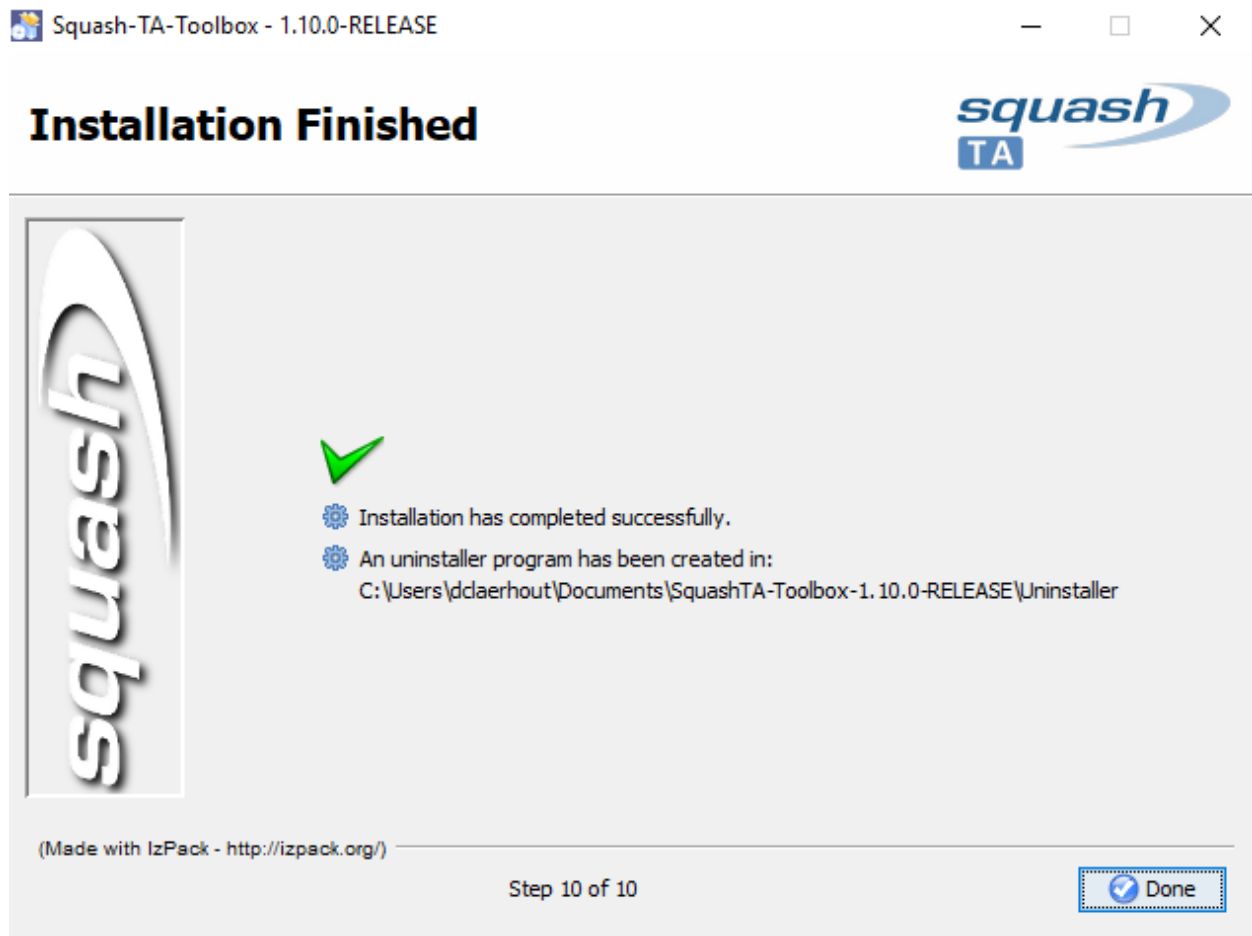 Squash-TA-Toolbox - 1.10.0-RELEASE
Installation Finished
squash
TA
squash
Installation has completed successfully.
An uninstaller program has been created in:
C:\Users\dclaerhout\Documents\SquashTA-Toolbox-1.10.0-RELEASE\Uninstaller
(Made with IzPack - http://izpack.org/)
Step 10 of 10
Done